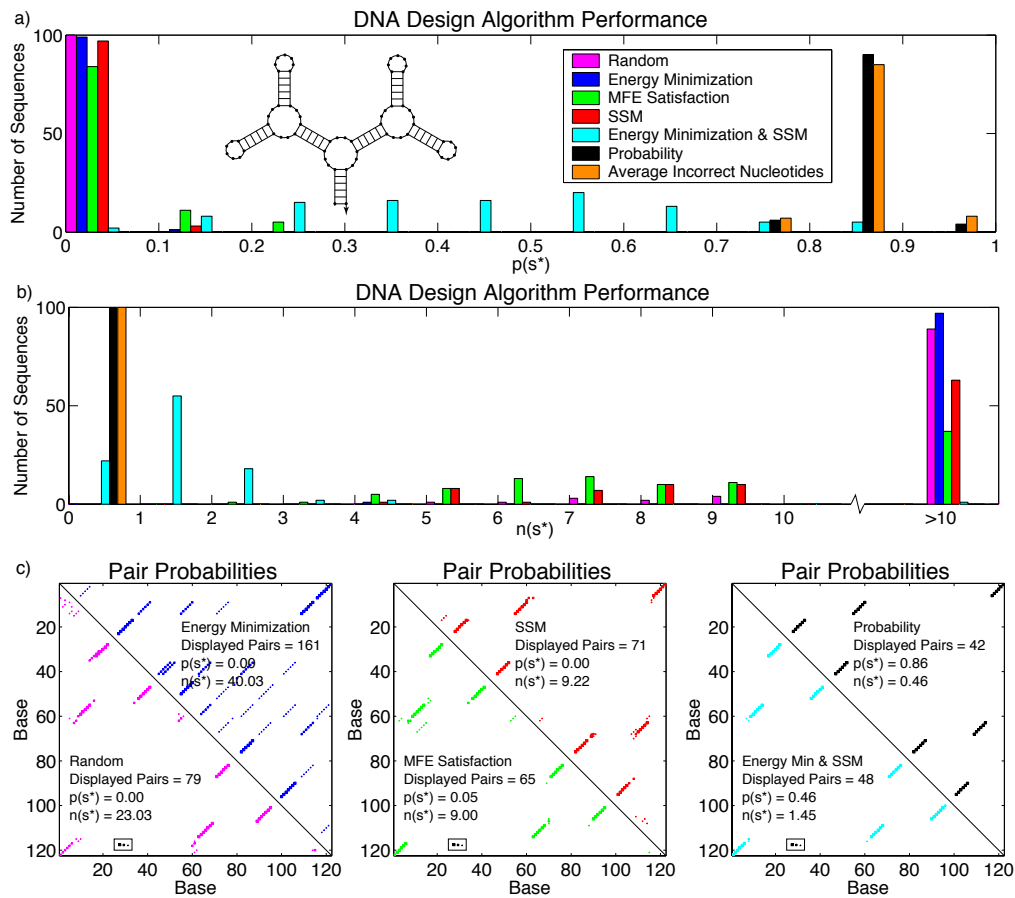 a)
DNA Design Algorithm Performance
Number of Sequences
100
50
0
0 0.1 0.2 0.3 0.4 0.5 0.6 0.7 0.8 0.9 1
p(s*)
Random
Energy Minimization
MFE Satisfaction
SSM
Energy Minimization & SSM
Probability
Average Incorrect Nucleotides
b)
DNA Design Algorithm Performance
Number of Sequences
100
50
0
0 1 2 3 4 5 6 7 8 9 10 >10
n(s*)
c)
Pair Probabilities
Base
20
40
60
80
100
120
Energy Minimization
Displayed Pairs = 161
p(s*) = 0.00
n(s*) = 40.03
Random
Displayed Pairs = 79
p(s*) = 0.00
n(s*) = 23.03
20 40 60 80 100 120
Base
Pair Probabilities
Base
20
40
60
80
100
120
SSM
Displayed Pairs = 71
p(s*) = 0.00
n(s*) = 9.22
MFE Satisfaction
Displayed Pairs = 65
p(s*) = 0.05
n(s*) = 9.00
20 40 60 80 100 120
Base
Pair Probabilities
Base
20
40
60
80
100
120
Probability
Displayed Pairs = 42
p(s*) = 0.86
n(s*) = 0.46
Energy Min & SSM
Displayed Pairs = 48
p(s*) = 0.46
n(s*) = 1.45
20 40 60 80 100 120
Base